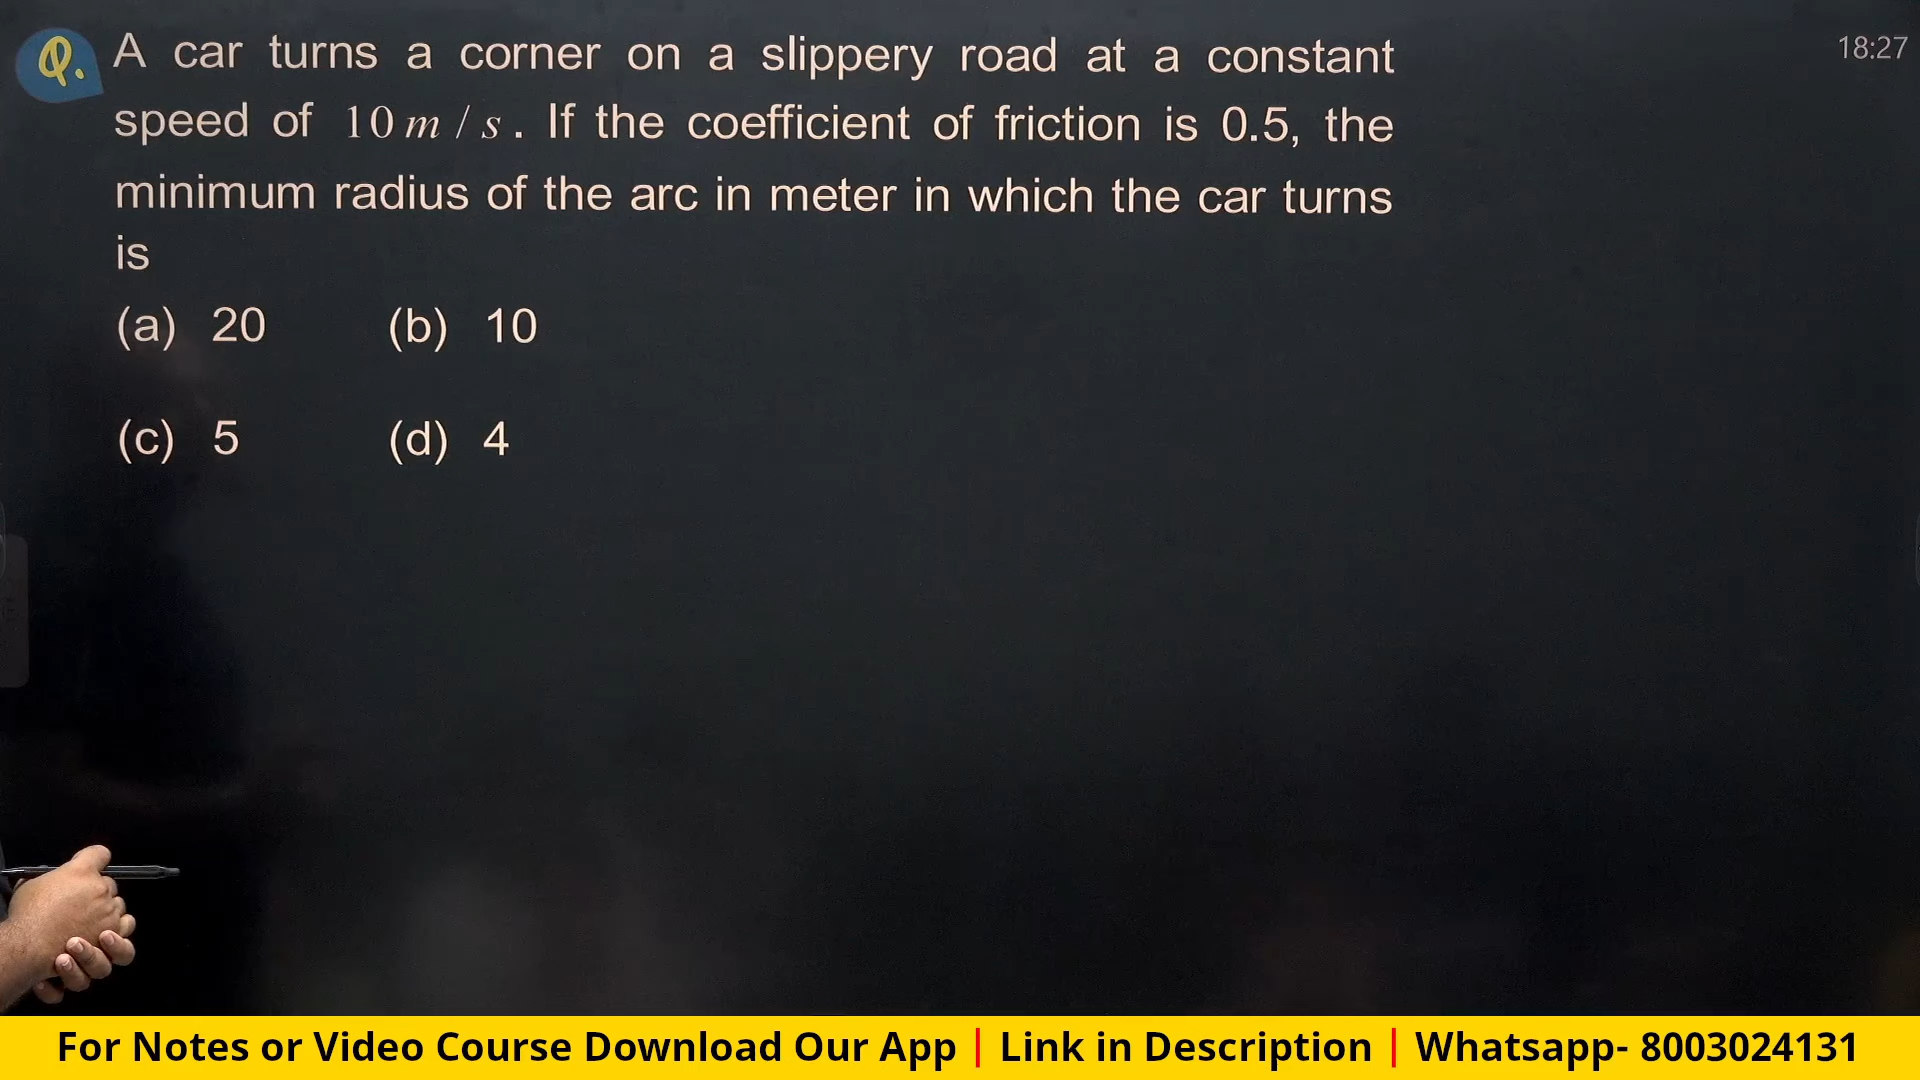 Q. A car turns a corner on a slippery road at a constant
18:27
speed of 10 m / s . If the coefficient of friction is 0.5, the
minimum radius of the arc in meter in which the car turns
is
(a) 20 (b) 10
(c) 5 (d) 4
For Notes or Video Course Download Our App | Link in Description | Whatsapp- 8003024131